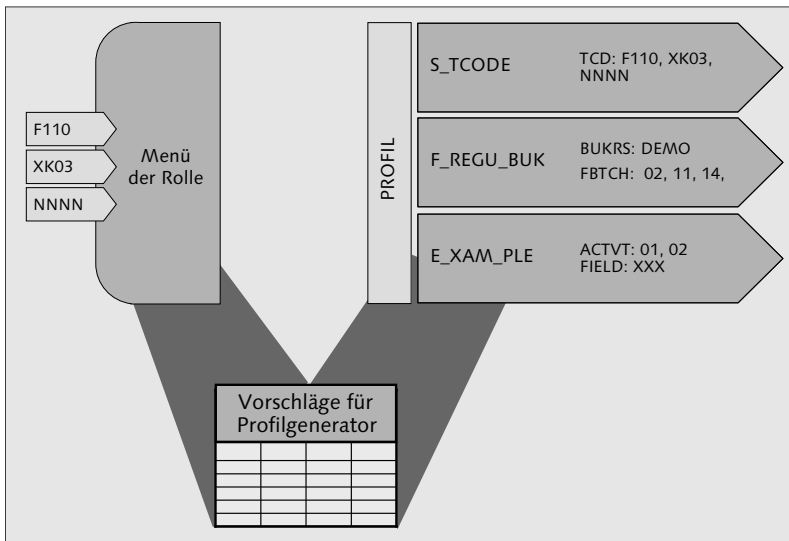 F110
XK03
NNNN
Menü
der Rolle
PROFIL
S_TCODE
TCD: F110, XK03,
NNNN
F_REGU_BUK
BUKRS: DEMO
FBTCH: 02, 11, 14,
E_XAM_PLE
ACTVT: 01, 02
FIELD: XXX
Vorschläge für
Profilgenerator